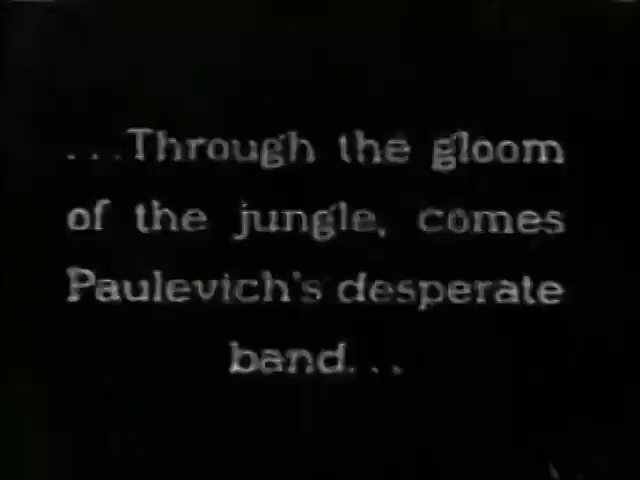 ...Through the gloom
of the jungle, comes
Paulevich's desperate
band...